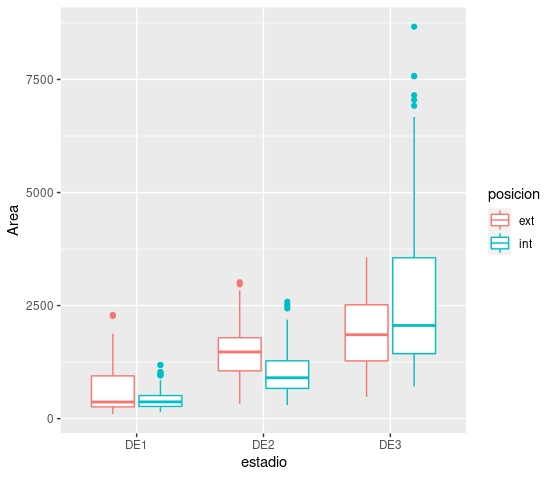 7500
5000
2500
0
Area
DE1 DE2 DE3
estadio
posicion
ext
int